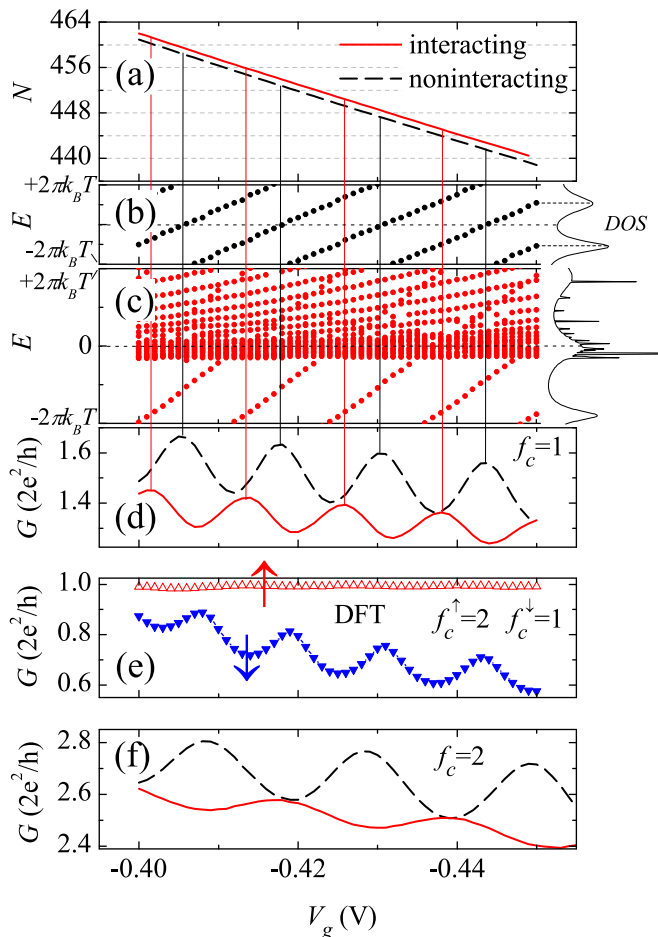 464
456
448
440
N
(a)
interacting
noninteracting
+2πk_BT
E
-2πk_BT
(b)
DOS
+2πk_BT
E
0
-2πk_BT
(c)
1.6
1.4
G (2e²/h)
(d)
f_c=1
1.0
0.8
0.6
G (2e²/h)
(e)
DFT
f_c^↑=2 f_c^↓=1
2.8
2.6
2.4
G (2e²/h)
(f)
f_c=2
-0.40 -0.42 -0.44
V_g (V)